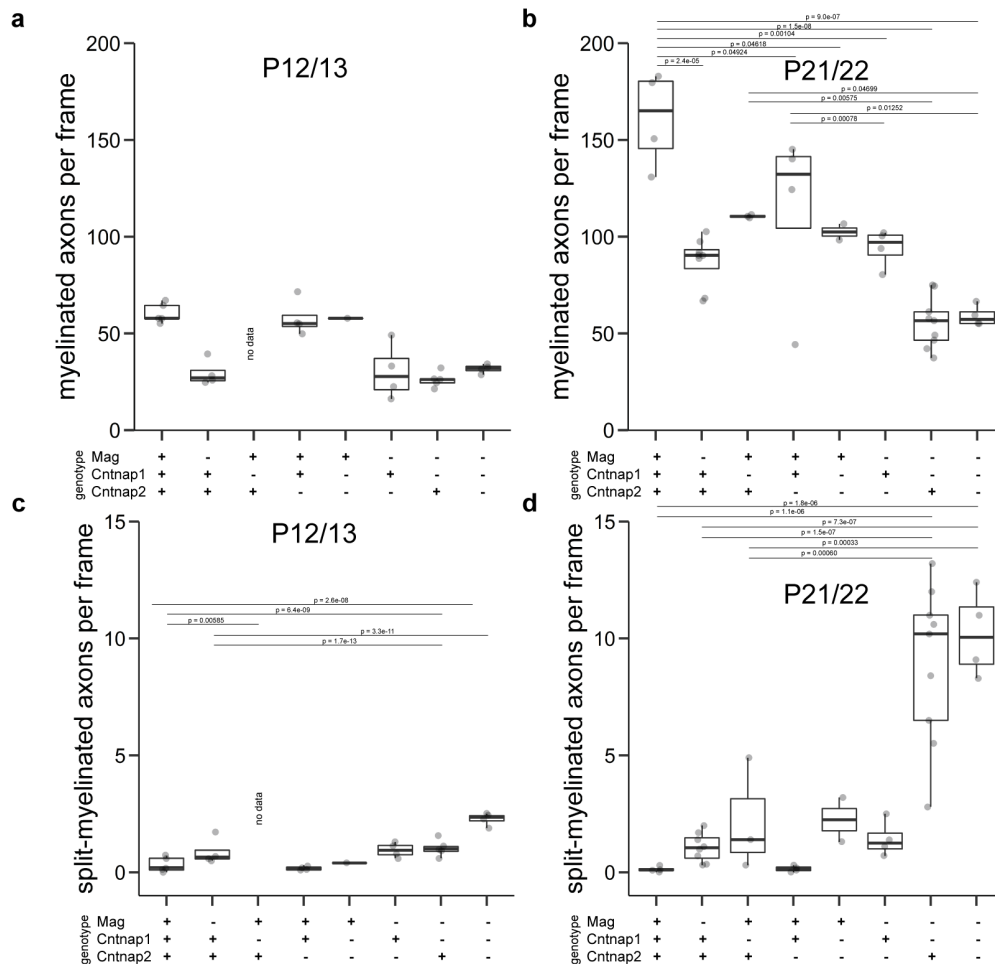 a
200
150
100
50
0
myelinated axons per frame
P12/13
no data
genotype
Mag + - + + + - - -
Cntnap1 + + - + - + - -
Cntnap2 + + + - - - + -
b
200
150
100
50
0
myelinated axons per frame
P21/22
p = 9.0e-07
p = 1.5e-08
p = 0.00104
p = 0.04618
p = 0.04924
p = 2.4e-05
p = 0.04699
p = 0.00575
p = 0.01252
p = 0.00078
genotype
Mag + - + + + - - -
Cntnap1 + + - + - + - -
Cntnap2 + + + - - - + -
c
15
10
5
0
split-myelinated axons per frame
P12/13
p = 2.6e-08
p = 6.4e-09
p = 0.00585
p = 3.3e-11
p = 1.7e-13
no data
genotype
Mag + - + + + - - -
Cntnap1 + + - + - + - -
Cntnap2 + + + - - - + -
d
15
10
5
0
split-myelinated axons per frame
P21/22
p = 1.8e-06
p = 1.1e-06
p = 7.3e-07
p = 1.5e-07
p = 0.00033
p = 0.00060
genotype
Mag + - + + + - - -
Cntnap1 + + - + - + - -
Cntnap2 + + + - - - + -